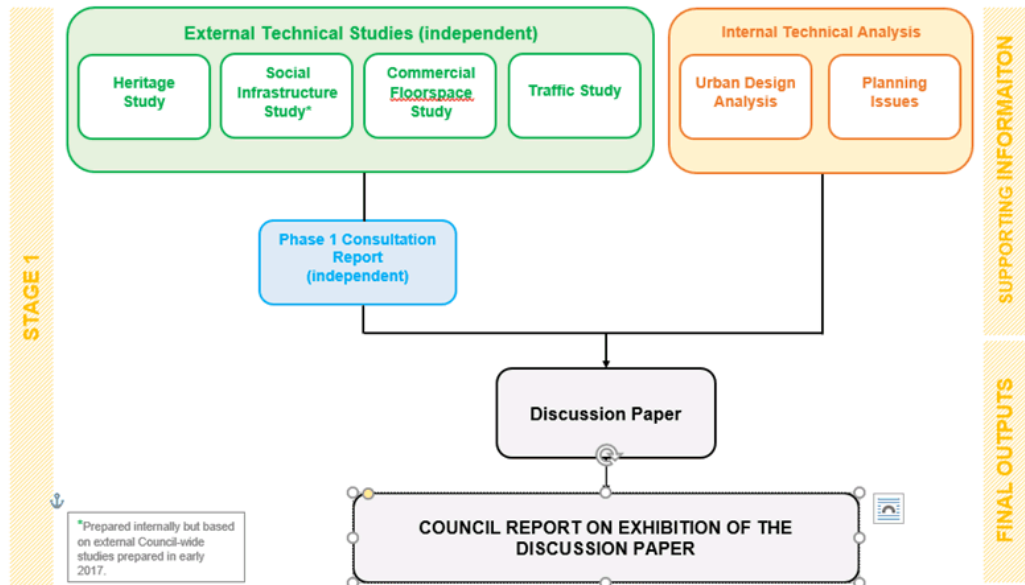 External Technical Studies (independent)
Heritage
Study
Social
Infrastructure
Study*
Commercial
Floorspace
Study
Traffic Study
Internal Technical Analysis
Urban Design
Analysis
Planning
Issues
SUPPORTING INFORMAITON
STAGE 1
Phase 1 Consultation
Report
(independent)
Discussion Paper
FINAL OUTPUTS
COUNCIL REPORT ON EXHIBITION OF THE
DISCUSSION PAPER
*Prepared internally but based
on external Council-wide
studies prepared in early
2017.